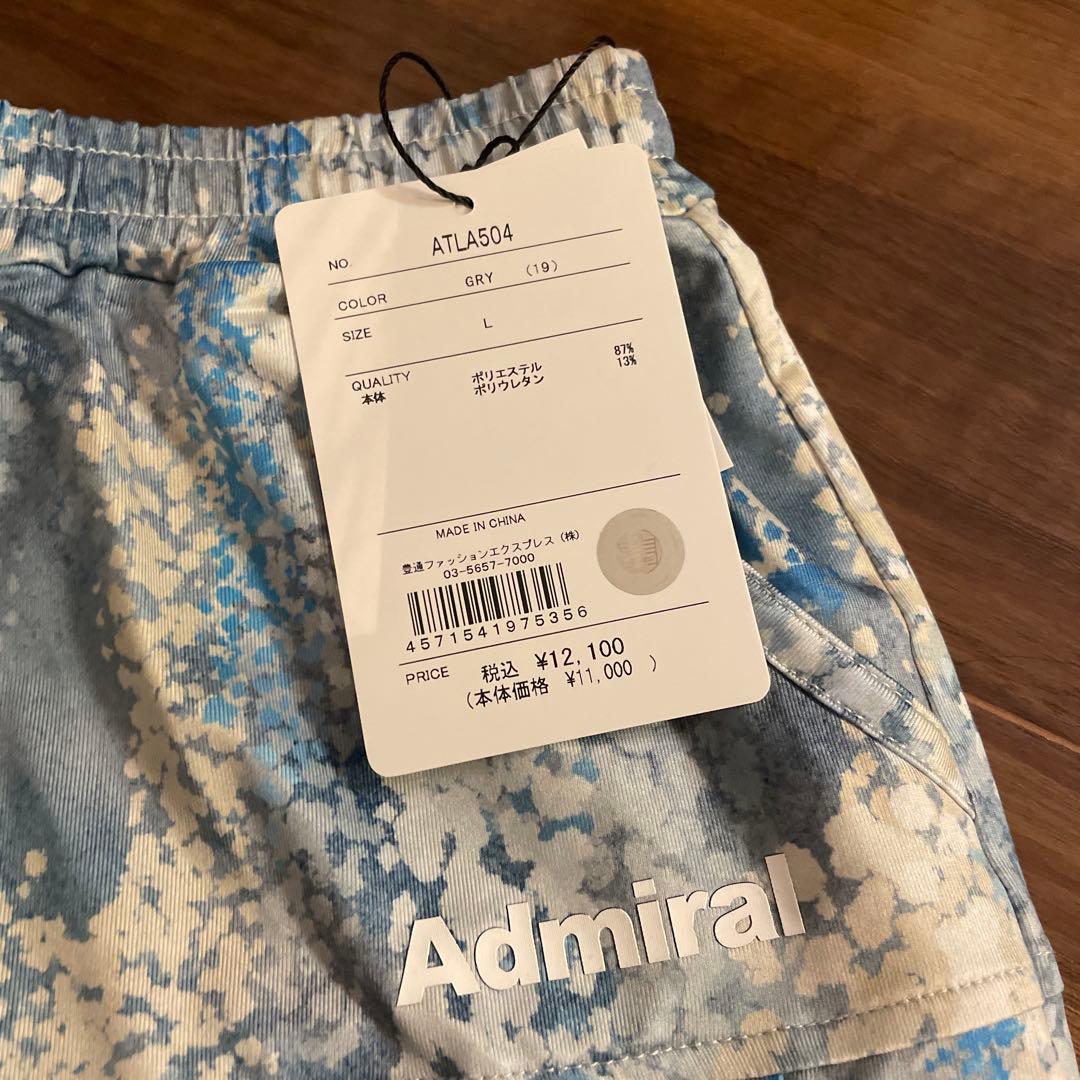 NO. ATLA504
COLOR GRY (19)
SIZE L
QUALITY ポリエステル 87%
本体 ポリウレタン 13%
MADE IN CHINA
豊通ファッションエクスプレス(株)
03-5657-7000
4571541975356
PRICE 税込 ¥12,100
(本体価格 ¥11,000 )
Admiral